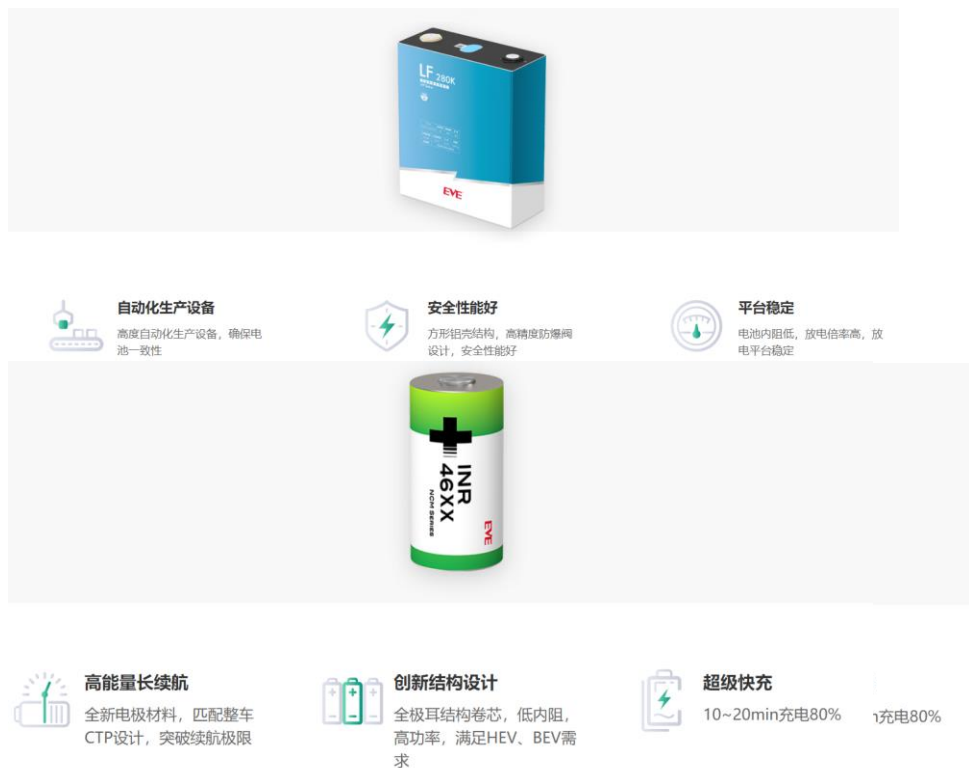 LF 280K
EVE
自动化生产设备
高度自动化生产设备，确保电
池一致性
安全性能好
方形铝壳结构，高精度防爆阀
设计，安全性能好
平台稳定
电池内阻低，放电倍率高，放
电平台稳定
INR
46XX
NCM SERIES
EVE
高能量长续航
全新电极材料，匹配整车
CTP设计，突破续航极限
创新结构设计
全极耳结构卷芯，低内阻，
高功率，满足HEV、BEV需
求
超级快充
10~20min充电80%
充电80%